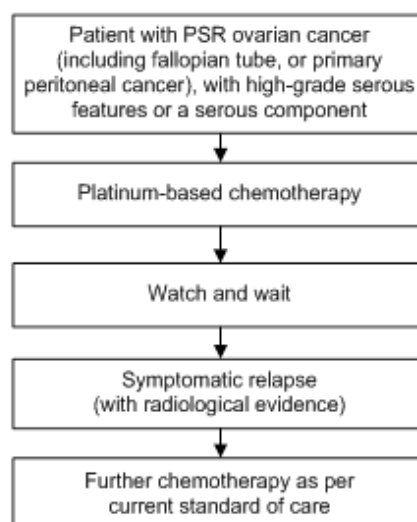 Patient with PSR ovarian cancer
(including fallopian tube, or primary
peritoneal cancer), with high-grade serous
features or a serous component
Platinum-based chemotherapy
Watch and wait
Symptomatic relapse
(with radiological evidence)
Further chemotherapy as per
current standard of care